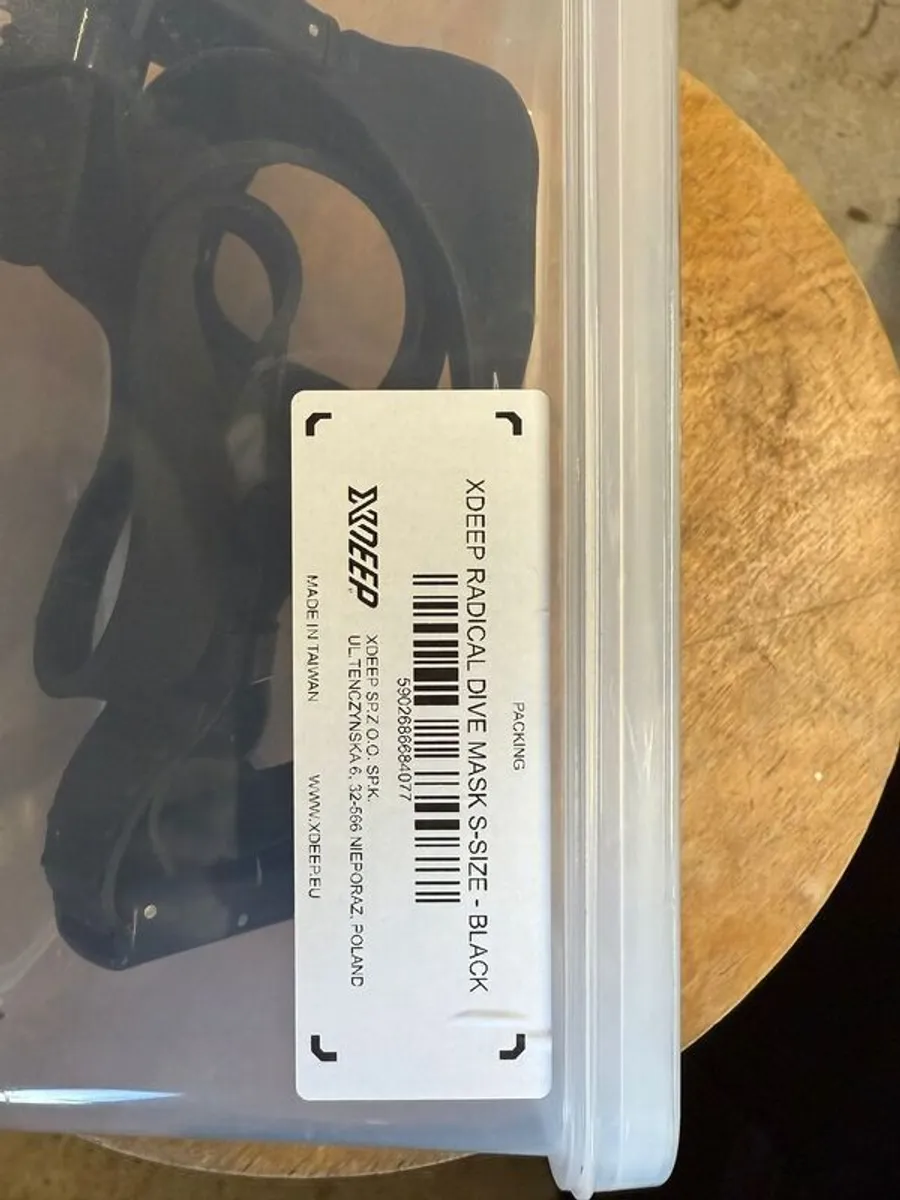 PACKING
XDEEP RADICAL DIVE MASK S-SIZE - BLACK
5902686684077
XDEEP
XDEEP SP.Z O.O. SP.K.
UL.TENCZYNSKA 6, 32-566 NIEPORAZ, POLAND
MADE IN TAIWAN
WWW.XDEEP.EU